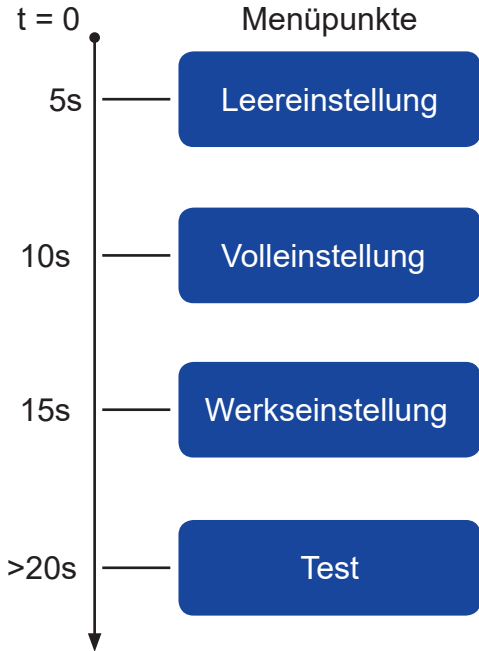 t = 0 Menüpunkte
5s Leereinstellung
10s Volleinstellung
15s Werkseinstellung
>20s Test